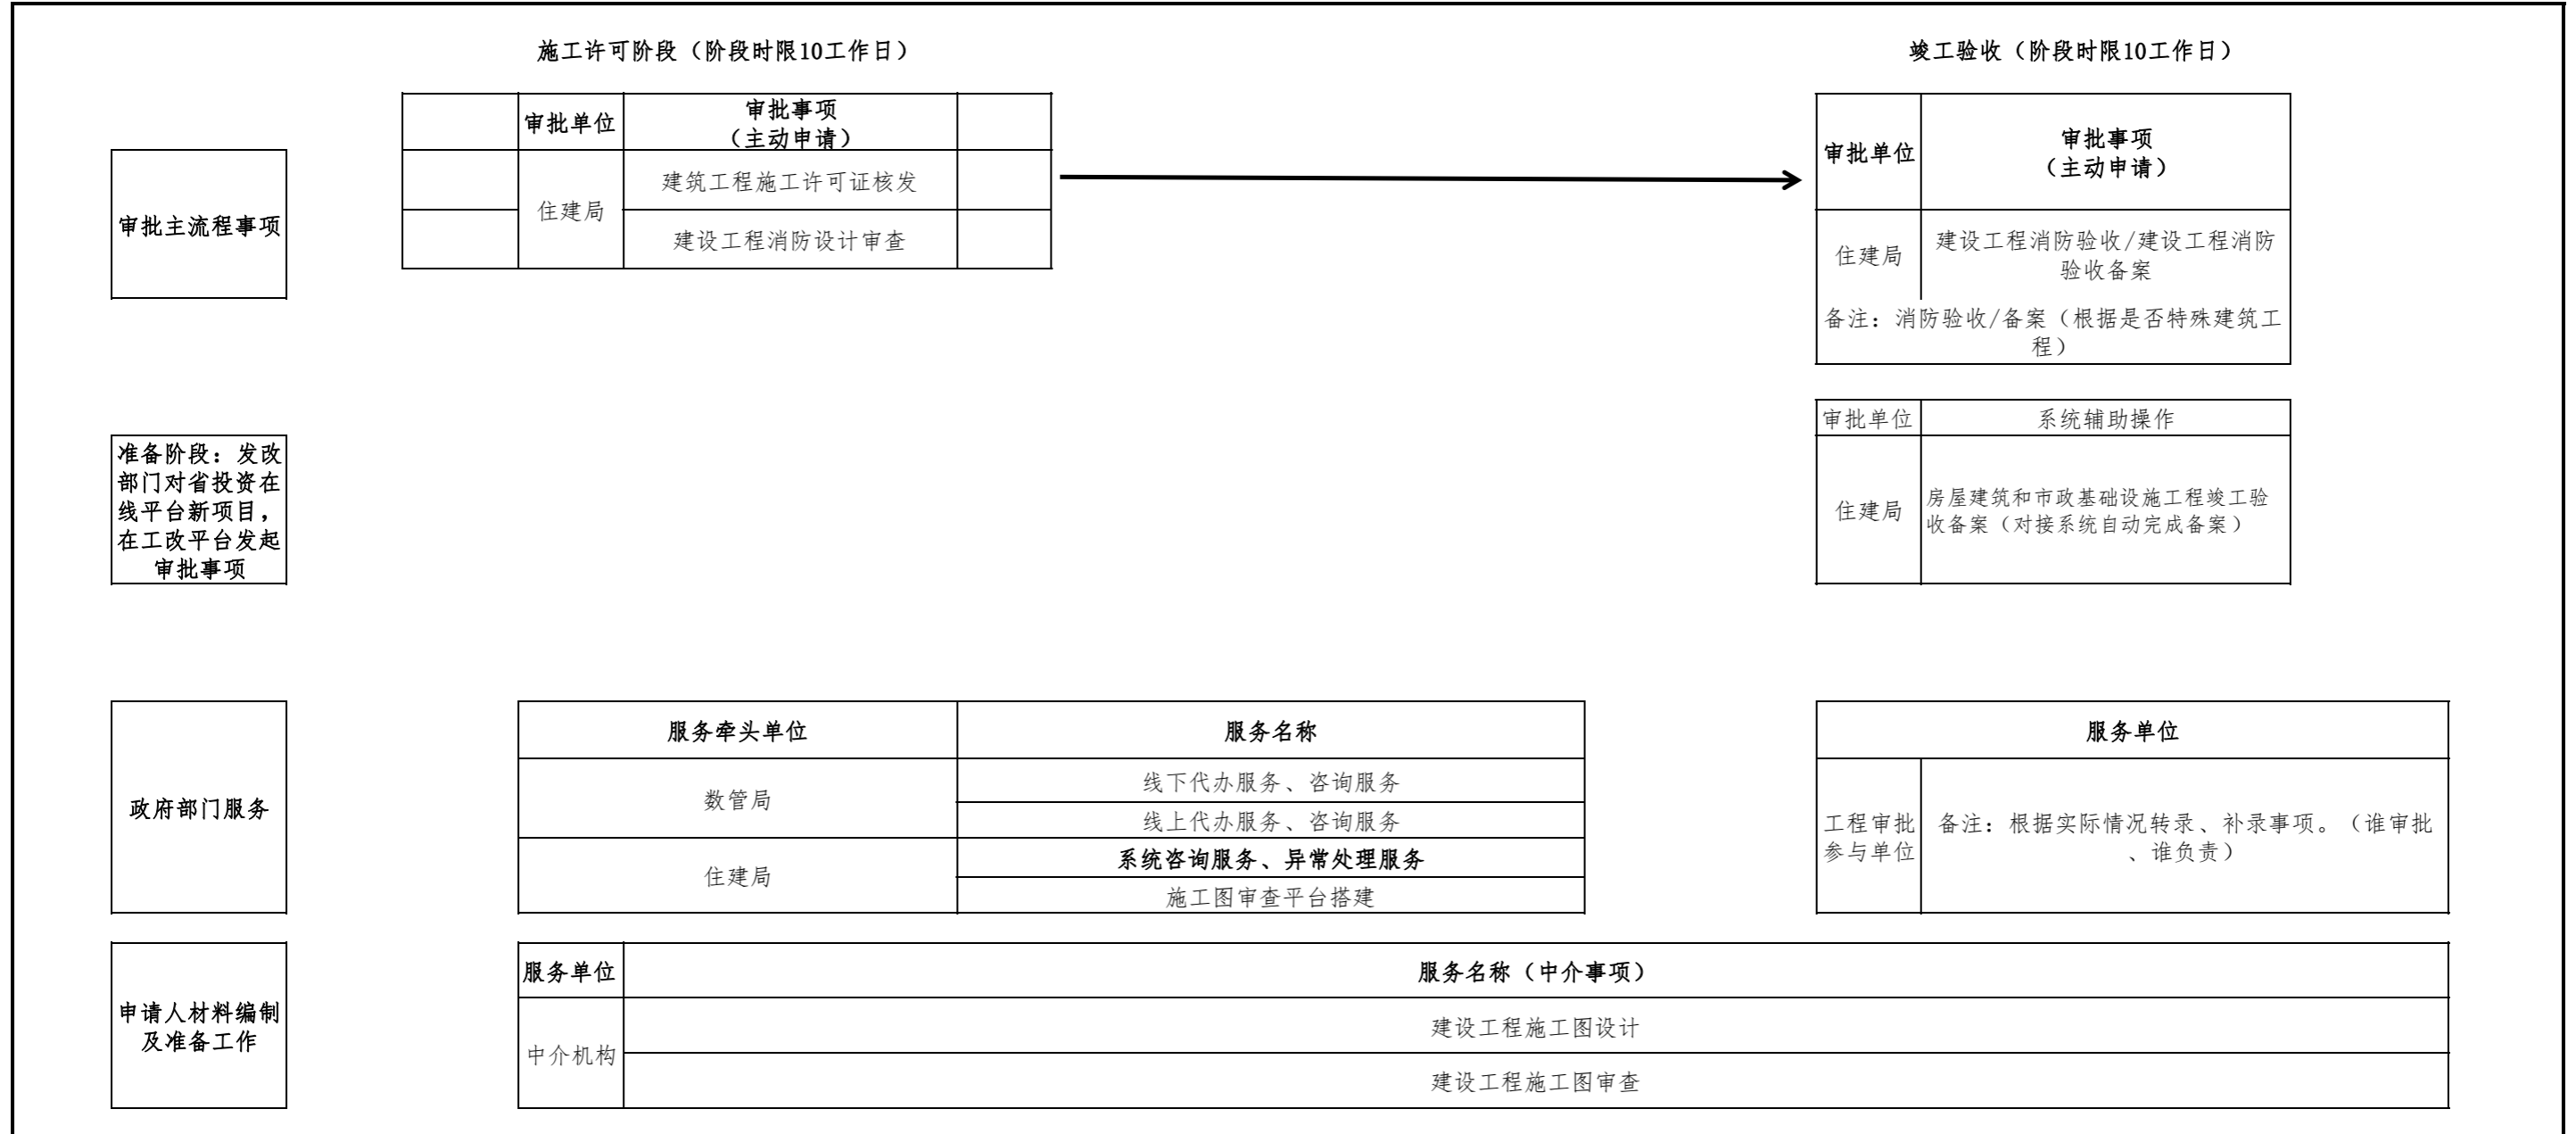 施工许可阶段（阶段时限10工作日）
竣工验收（阶段时限10工作日）
审批主流程事项
审批单位
审批事项
（主动申请）
住建局
建筑工程施工许可证核发
建设工程消防设计审查
审批单位
审批事项
（主动申请）
住建局
建设工程消防验收/建设工程消防
验收备案
备注：消防验收/备案（根据是否特殊建筑工
程）
准备阶段：发改
部门对省投资在
线平台新项目，
在工改平台发起
审批事项
审批单位
系统辅助操作
住建局
房屋建筑和市政基础设施工程竣工验
收备案（对接系统自动完成备案）
政府部门服务
服务牵头单位
服务名称
数管局
线下代办服务、咨询服务
线上代办服务、咨询服务
住建局
系统咨询服务、异常处理服务
施工图审查平台搭建
服务单位
工程审批
参与单位
备注：根据实际情况转录、补录事项。（谁审批
、谁负责）
申请人材料编制
及准备工作
服务单位
服务名称（中介事项）
中介机构
建设工程施工图设计
建设工程施工图审查